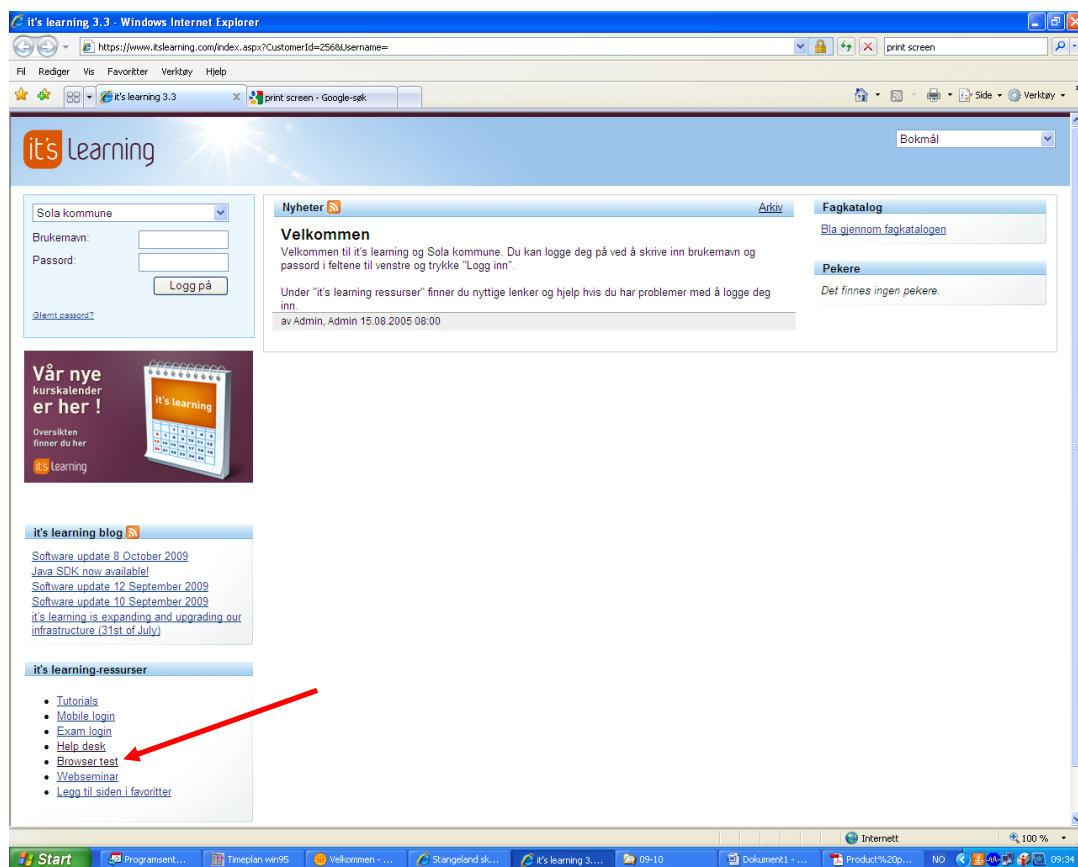 it's learning 3.3 - Windows Internet Explorer
https://www.itslearning.com/index.aspx?CustomerId=256&Username=
print screen
Fil Rediger Vis Favoritter Verktøy Hjelp
it's learning 3.3 X print screen - Google-søk
Side Verktøy
it's learning
Bokmål
Sola kommune
Brukernavn:
Passord:
Logg på
Glemt passord?
Nyheter Arkiv
Velkommen
Velkommen til it's learning og Sola kommune. Du kan logge deg på ved å skrive inn brukernavn og
passord i feltene til venstre og trykke "Logg inn".
Under "it's learning ressurser" finner du nyttige lenker og hjelp hvis du har problemer med å logge deg
inn.
av Admin, Admin 15.08.2005 08:00
Fagkatalog
Bla gjennom fagkatalogen
Pekere
Det finnes ingen pekere.
Vår nye
kurskalender
er her !
Oversikten
finner du her
it's learning
it's learning
it's learning blog
Software update 8 October 2009
Java SDK now available!
Software update 12 September 2009
Software update 10 September 2009
it's learning is expanding and upgrading our
infrastructure (31st of July)
it's learning-ressurser
Tutorials
Mobile login
Exam login
Help desk
Browser test
Webseminar
Legg til siden i favoritter
Internett 100 %
Start Programsent... Timeplan win95 Velkommen - ... Stangeland sk... it's learning 3.... 09-10 Dokument1 - ... Product%20p... NO 09:34